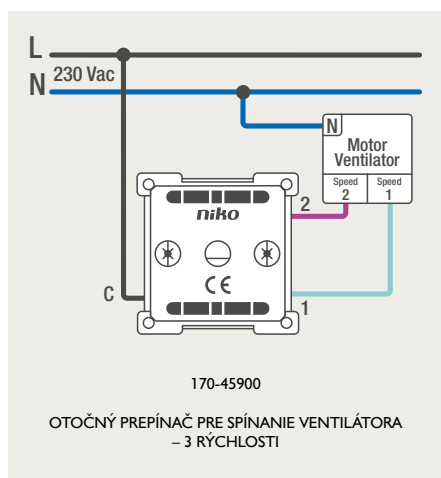 L
230 Vac
N
N
Motor
Ventilator
Speed
2
Speed
1
2
niko
CE
C
1
170-45900
OTOČNÝ PREPÍNAČ PRE SPÍNANIE VENTILÁTORA
– 3 RÝCHLOSTI